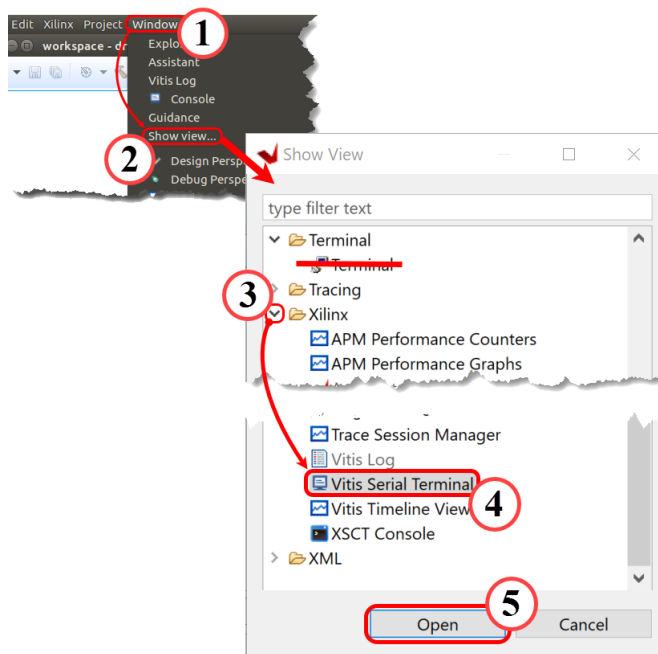 Edit Xilinx Project Window
1
workspace - dr
Explo
Assistant
Vitis Log
Console
Guidance
Show view...
2
Design Persp
Debug Perspe
Show View
type filter text
Terminal
Terminal
Tracing
3
Xilinx
APM Performance Counters
APM Performance Graphs
Trace Session Manager
Vitis Log
Vitis Serial Terminal
4
Vitis Timeline View
XSCT Console
XML
5
Open Cancel